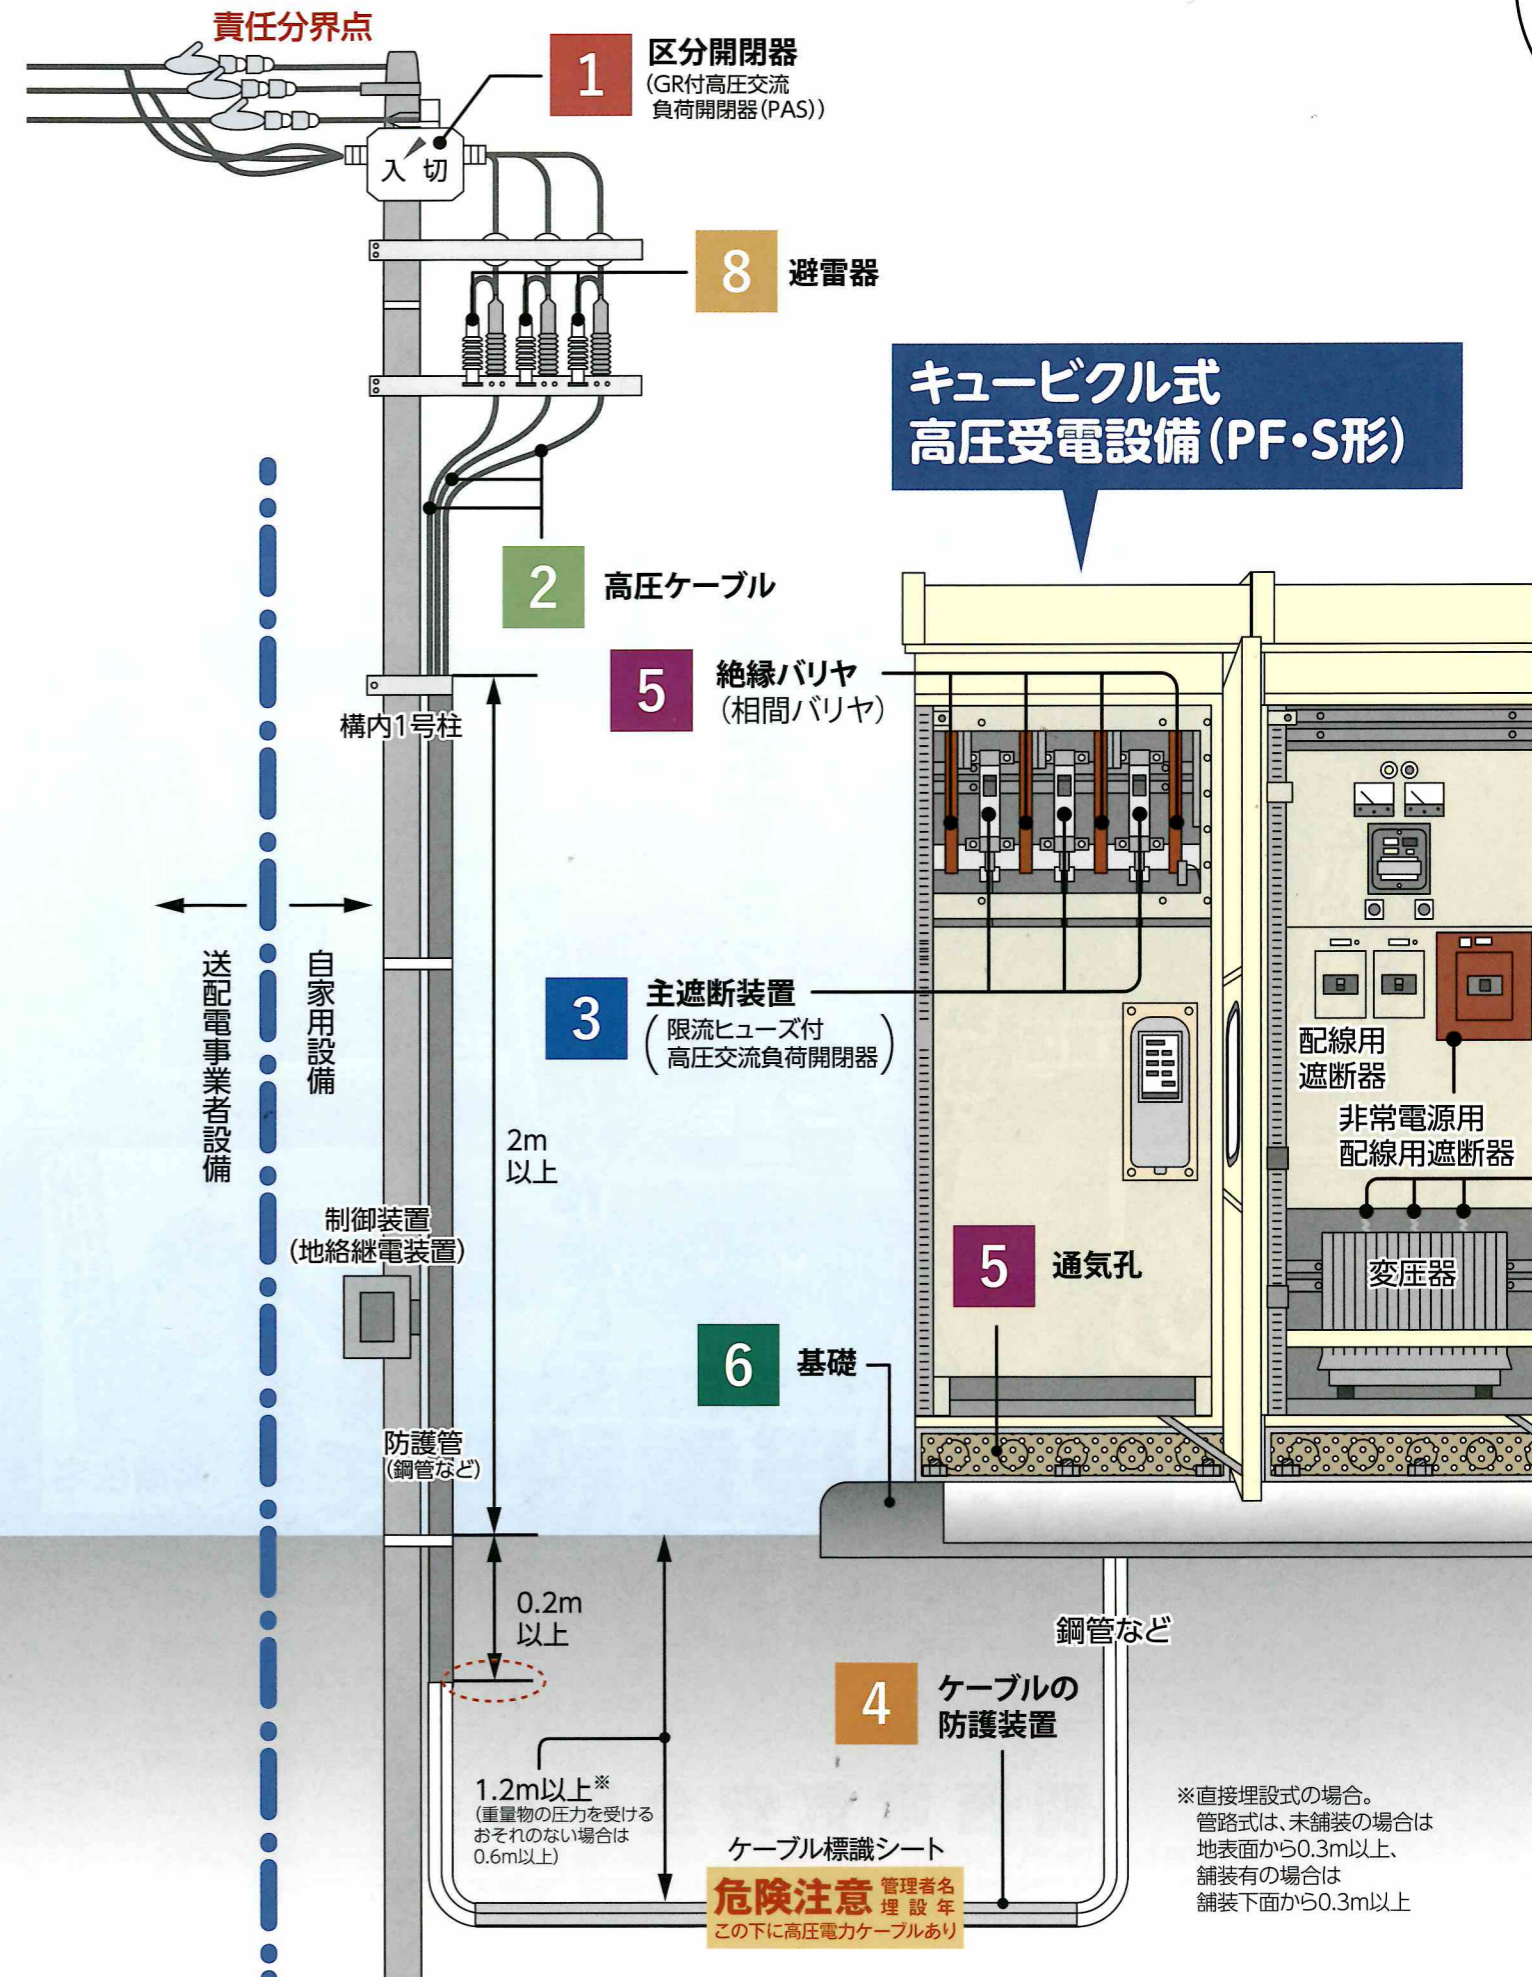 責任分界点
1
区分開閉器
(GR付高圧交流
負荷開閉器(PAS))
入 切
8
避雷器
キュービクル式
高圧受電設備(PF・S形)
2
高圧ケーブル
5
絶縁バリヤ
(相間バリヤ)
構内1号柱
送配電事業者設備
自家用設備
3
主遮断装置
(限流ヒューズ付
高圧交流負荷開閉器)
配線用
遮断器
非常電源用
配線用遮断器
2m
以上
制御装置
(地絡継電装置)
5
通気孔
変圧器
6
基礎
防護管
(鋼管など)
0.2m
以上
鋼管など
4
ケーブルの
防護装置
1.2m以上※
(重量物の圧力を受ける
おそれのない場合は
0.6m以上)
※直接埋設式の場合。
管路式は、未舗装の場合は
地表面から0.3m以上、
舗装有の場合は
舗装下面から0.3m以上
ケーブル標識シート
危険注意 管理者名
埋設年
この下に高圧電力ケーブルあり